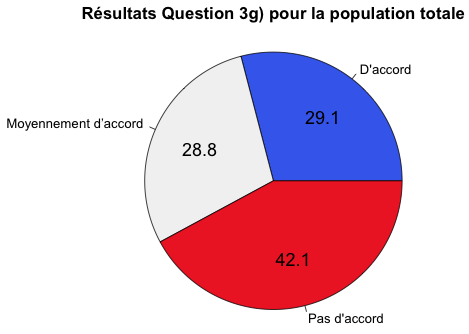 Résultats Question 3g) pour la population totale
D'accord
29.1
Moyennement d'accord
28.8
42.1
Pas d'accord